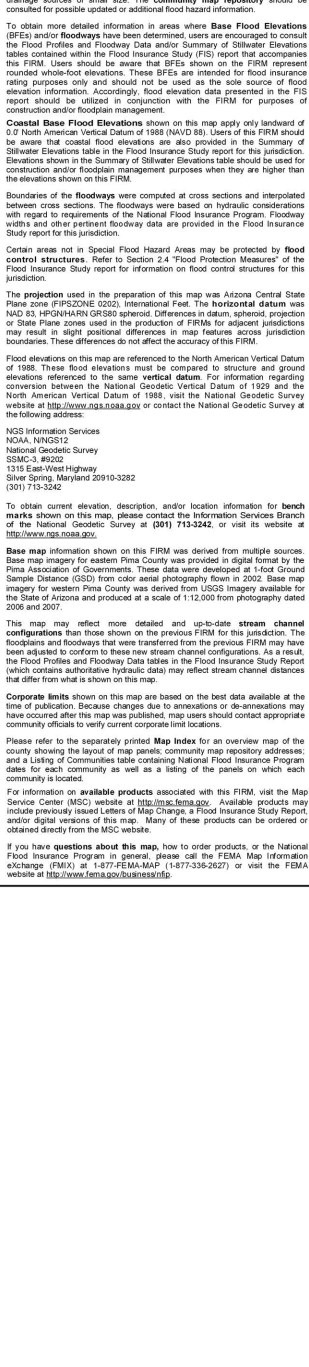 drainage sources of small size. The community map repository should be
consulted for possible updated or additional flood hazard information.
To obtain more detailed information in areas where Base Flood Elevations
(BFEs) and/or floodways have been determined, users are encouraged to consult
the Flood Profiles and Floodway Data and/or Summary of Stillwater Elevations
tables contained within the Flood Insurance Study (FIS) report that accompanies
this FIRM. Users should be aware that BFEs shown on the FIRM represent
rounded whole-foot elevations. These BFEs are intended for flood insurance
rating purposes only and should not be used as the sole source of flood
elevation information. Accordingly, flood elevation data presented in the FIS
report should be utilized in conjunction with the FIRM for purposes of
construction and/or floodplain management.
Coastal Base Flood Elevations shown on this map apply only landward of
0.0' North American Vertical Datum of 1988 (NAVD 88). Users of this FIRM should
be aware that coastal flood elevations are also provided in the Summary of
Stillwater Elevations table in the Flood Insurance Study report for this jurisdiction.
Elevations shown in the Summary of Stillwater Elevations table should be used for
construction and/or floodplain management purposes when they are higher than
the elevations shown on this FIRM.
Boundaries of the floodways were computed at cross sections and interpolated
between cross sections. The floodways were based on hydraulic considerations
with regard to requirements of the National Flood Insurance Program. Floodway
widths and other pertinent floodway data are provided in the Flood Insurance
Study report for this jurisdiction.
Certain areas not in Special Flood Hazard Areas may be protected by flood
control structures. Refer to Section 2.4 "Flood Protection Measures" of the
Flood Insurance Study report for information on flood control structures for this
jurisdiction.
The projection used in the preparation of this map was Arizona Central State
Plane zone (FIPSZONE 0202), International Feet. The horizontal datum was
NAD 83, HPGN/HARN GRS80 spheroid. Differences in datum, spheroid, projection
or State Plane zones used in the production of FIRMs for adjacent jurisdictions
may result in slight positional differences in map features across jurisdiction
boundaries. These differences do not affect the accuracy of this FIRM.
Flood elevations on this map are referenced to the North American Vertical Datum
of 1988. These flood elevations must be compared to structure and ground
elevations referenced to the same vertical datum. For information regarding
conversion between the National Geodetic Vertical Datum of 1929 and the
North American Vertical Datum of 1988, visit the National Geodetic Survey
website at http://www.ngs.noaa.gov or contact the National Geodetic Survey at
the following address:
NGS Information Services
NOAA, N/NGS12
National Geodetic Survey
SSMC-3, #9202
1315 East-West Highway
Silver Spring, Maryland 20910-3282
(301) 713-3242
To obtain current elevation, description, and/or location information for bench
marks shown on this map, please contact the Information Services Branch
of the National Geodetic Survey at (301) 713-3242, or visit its website at
http://www.ngs.noaa.gov.
Base map information shown on this FIRM was derived from multiple sources.
Base map imagery for eastern Pima County was provided in digital format by the
Pima Association of Governments. These data were developed at 1-foot Ground
Sample Distance (GSD) from color aerial photography flown in 2002. Base map
imagery for western Pima County was derived from USGS Imagery available for
the State of Arizona and produced at a scale of 1:12,000 from photography dated
2006 and 2007.
This map may reflect more detailed and up-to-date stream channel
configurations than those shown on the previous FIRM for this jurisdiction. The
floodplains and floodways that were transferred from the previous FIRM may have
been adjusted to conform to these new stream channel configurations. As a result,
the Flood Profiles and Floodway Data tables in the Flood Insurance Study Report
(which contains authoritative hydraulic data) may reflect stream channel distances
that differ from what is shown on this map.
Corporate limits shown on this map are based on the best data available at the
time of publication. Because changes due to annexations or de-annexations may
have occurred after this map was published, map users should contact appropriate
community officials to verify current corporate limit locations.
Please refer to the separately printed Map Index for an overview map of the
county showing the layout of map panels; community map repository addresses;
and a Listing of Communities table containing National Flood Insurance Program
dates for each community as well as a listing of the panels on which each
community is located.
For information on available products associated with this FIRM, visit the Map
Service Center (MSC) website at http://msc.fema.gov. Available products may
include previously issued Letters of Map Change, a Flood Insurance Study Report,
and/or digital versions of this map. Many of these products can be ordered or
obtained directly from the MSC website.
If you have questions about this map, how to order products, or the National
Flood Insurance Program in general, please call the FEMA Map Information
eXchange (FMIX) at 1-877-FEMA-MAP (1-877-336-2627) or visit the FEMA
website at http://www.fema.gov/business/nfip.